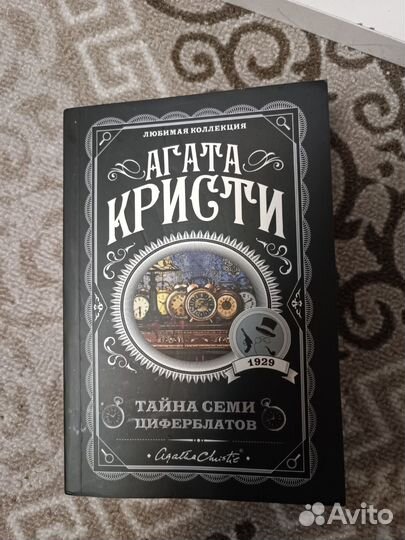 ЛЮБИМАЯ КОЛЛЕКЦИЯ
АГАТА
КРИСТИ
1929
ТАЙНА СЕМИ
ЦИФЕРБЛАТОВ
Agatha Christie®
Avito